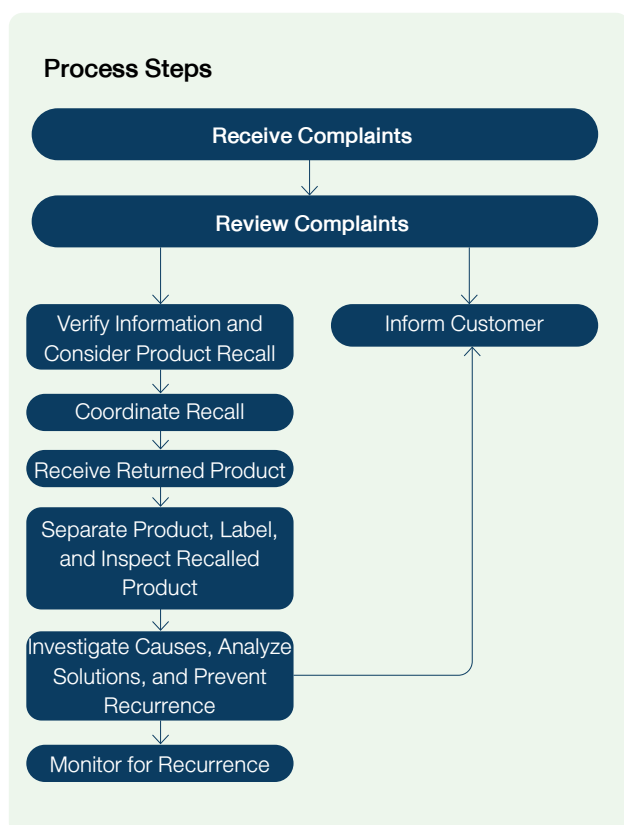 Process Steps
Receive Complaints
Review Complaints
Verify Information and
Consider Product Recall
Inform Customer
Coordinate Recall
Receive Returned Product
Separate Product, Label,
and Inspect Recalled
Product
Investigate Causes, Analyze
Solutions, and Prevent
Recurrence
Monitor for Recurrence